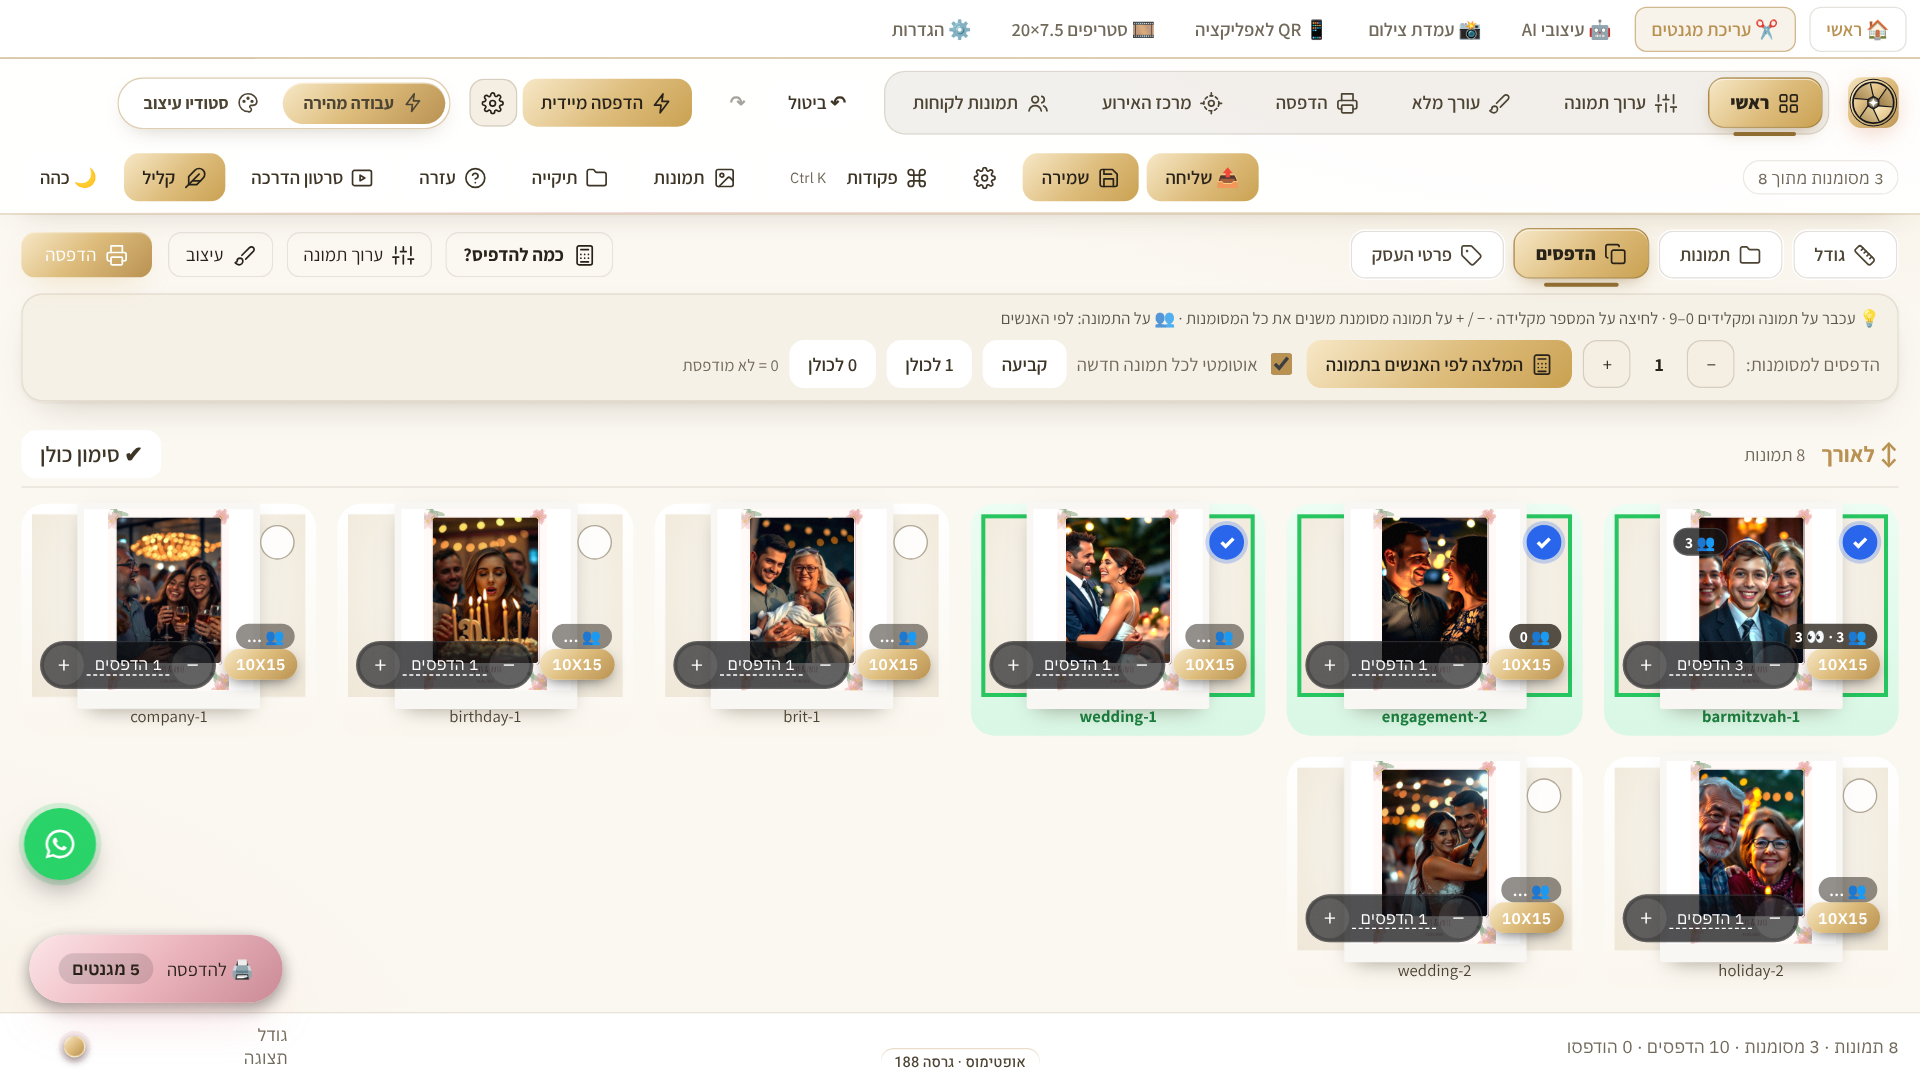 🏠 ראשי
✂️ עריכת מגנטים
🤖 עיצובי AI
📸 עמדת צילום
📱 QR לאפליקציה
🎞️ סטריפים 20×7.5
⚙️ הגדרות
ראשי
ערוך תמונה
עורך מלא
הדפסה
מרכז האירוע
תמונות לקוחות
↶ ביטול
↷
הדפסה מיידית
עבודה מהירה
סטודיו עיצוב
3 מסומנות מתוך 8
📤 שליחה
שמירה
פקודות Ctrl K
תמונות
תיקייה
עזרה
סרטון הדרכה
קליל
🌙 כהה
גודל
תמונות
הדפסים
פרטי העסק
כמה להדפיס?
ערוך תמונה
עיצוב
הדפסה
💡 עכבר על תמונה ומקלידים 0–9 · לחיצה על המספר מקלידה · − / + על תמונה מסומנת משנים את כל המסומנות · 👥 על התמונה: לפי האנשים
הדפסים למסומנות: − 1 + המלצה לפי האנשים בתמונה אוטומטי לכל תמונה חדשה קביעה 1 לכולן 0 לכולן 0 = לא מודפסת
↕ לאורך 8 תמונות
✔ סימון כולן
👥 3
👥 3 · 👀 3
10X15
− 3 הדפסים +
barmitzvah-1
👥 0
10X15
− 1 הדפסים +
engagement-2
👥 ...
10X15
− 1 הדפסים +
wedding-1
👥 ...
10X15
− 1 הדפסים +
brit-1
👥 ...
10X15
− 1 הדפסים +
birthday-1
👥 ...
10X15
− 1 הדפסים +
company-1
👥 ...
10X15
− 1 הדפסים +
holiday-2
👥 ...
10X15
− 1 הדפסים +
wedding-2
🖨️ להדפסה 5 מגנטים
8 תמונות · 3 מסומנות · 10 הדפסים · 0 הודפסו
אופטימוס · גרסה 188
גודל
תצוגה